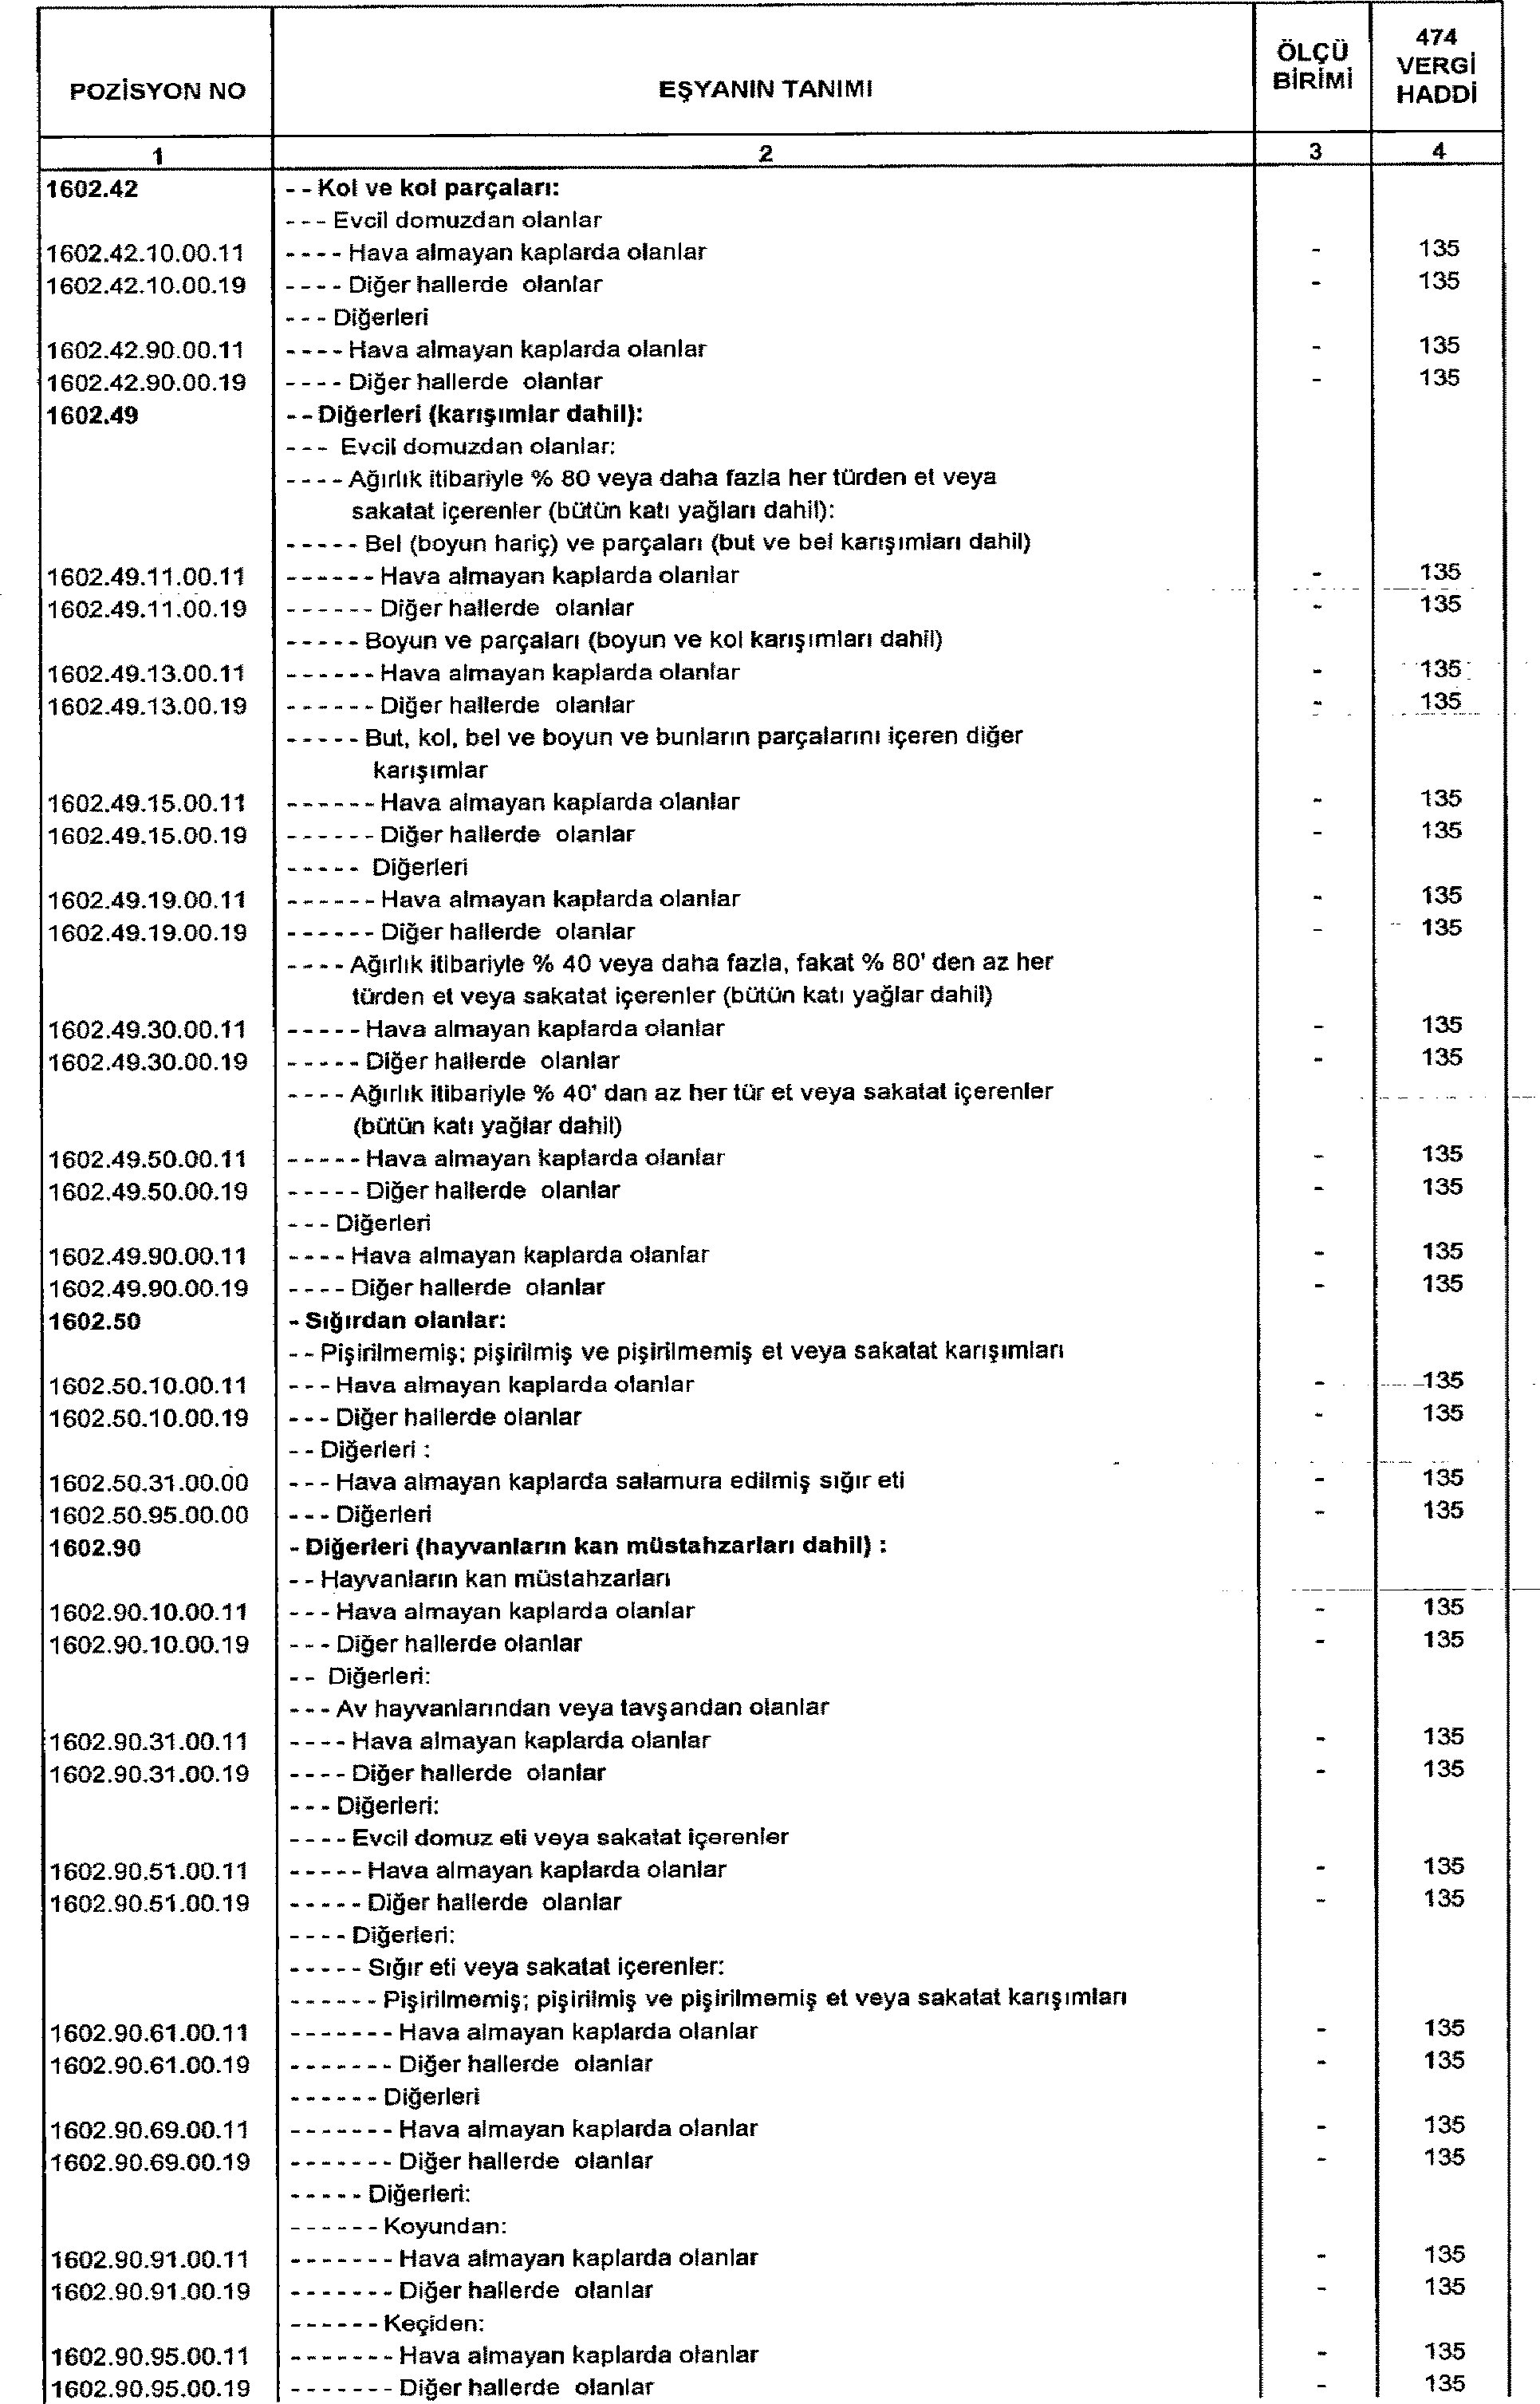 POZİSYON NO EŞYANIN TANIMI ÖLÇÜ BİRİMİ 474 VERGİ HADDİ
1 2 3 4
1602.42 - - Kol ve kol parçaları:
- - - Evcil domuzdan olanlar
1602.42.10.00.11 - - - - Hava almayan kaplarda olanlar - 135
1602.42.10.00.19 - - - - Diğer hallerde olanlar - 135
- - - Diğerleri
1602.42.90.00.11 - - - - Hava almayan kaplarda olanlar - 135
1602.42.90.00.19 - - - - Diğer hallerde olanlar - 135
1602.49 - - Diğerleri (karışımlar dahil):
- - - Evcil domuzdan olanlar:
- - - - Ağırlık itibariyle % 80 veya daha fazla her türden et veya
sakatat içerenler (bütün katı yağları dahil):
- - - - - Bel (boyun hariç) ve parçaları (but ve bel karışımları dahil)
1602.49.11.00.11 - - - - - - Hava almayan kaplarda olanlar - 135
1602.49.11.00.19 - - - - - - Diğer hallerde olanlar - 135
- - - - - Boyun ve parçaları (boyun ve kol karışımları dahil)
1602.49.13.00.11 - - - - - - Hava almayan kaplarda olanlar - 135
1602.49.13.00.19 - - - - - - Diğer hallerde olanlar - 135
- - - - - But, kol, bel ve boyun ve bunların parçalarını içeren diğer
karışımlar
1602.49.15.00.11 - - - - - - Hava almayan kaplarda olanlar - 135
1602.49.15.00.19 - - - - - - Diğer hallerde olanlar - 135
- - - - - Diğerleri
1602.49.19.00.11 - - - - - - Hava almayan kaplarda olanlar - 135
1602.49.19.00.19 - - - - - - Diğer hallerde olanlar - 135
- - - - Ağırlık itibariyle % 40 veya daha fazla, fakat % 80' den az her
türden et veya sakatat içerenler (bütün katı yağlar dahil)
1602.49.30.00.11 - - - - - Hava almayan kaplarda olanlar - 135
1602.49.30.00.19 - - - - - Diğer hallerde olanlar - 135
- - - - Ağırlık itibariyle % 40' dan az her tür et veya sakatat içerenler
(bütün katı yağlar dahil)
1602.49.50.00.11 - - - - - Hava almayan kaplarda olanlar - 135
1602.49.50.00.19 - - - - - Diğer hallerde olanlar - 135
- - - Diğerleri
1602.49.90.00.11 - - - - Hava almayan kaplarda olanlar - 135
1602.49.90.00.19 - - - - Diğer hallerde olanlar - 135
1602.50 - Sığırdan olanlar:
- - Pişirilmemiş; pişirilmiş ve pişirilmemiş et veya sakatat karışımları
1602.50.10.00.11 - - - Hava almayan kaplarda olanlar - 135
1602.50.10.00.19 - - - Diğer hallerde olanlar - 135
- - Diğerleri :
1602.50.31.00.00 - - - Hava almayan kaplarda salamura edilmiş sığır eti - 135
1602.50.95.00.00 - - - Diğerleri - 135
1602.90 - Diğerleri (hayvanların kan müstahzarları dahil) :
- - Hayvanların kan müstahzarları
1602.90.10.00.11 - - - Hava almayan kaplarda olanlar - 135
1602.90.10.00.19 - - - Diğer hallerde olanlar - 135
- - Diğerleri:
- - - Av hayvanlarından veya tavşandan olanlar
1602.90.31.00.11 - - - - Hava almayan kaplarda olanlar - 135
1602.90.31.00.19 - - - - Diğer hallerde olanlar - 135
- - - Diğerleri:
- - - - Evcil domuz eti veya sakatat içerenler
1602.90.51.00.11 - - - - - Hava almayan kaplarda olanlar - 135
1602.90.51.00.19 - - - - - Diğer hallerde olanlar - 135
- - - - Diğerleri:
- - - - - Sığır eti veya sakatat içerenler:
- - - - - - Pişirilmemiş; pişirilmiş ve pişirilmemiş et veya sakatat karışımları
1602.90.61.00.11 - - - - - - - Hava almayan kaplarda olanlar - 135
1602.90.61.00.19 - - - - - - - Diğer hallerde olanlar - 135
- - - - - - Diğerleri
1602.90.69.00.11 - - - - - - - Hava almayan kaplarda olanlar - 135
1602.90.69.00.19 - - - - - - - Diğer hallerde olanlar - 135
- - - - - Diğerleri:
- - - - - - Koyundan:
1602.90.91.00.11 - - - - - - - Hava almayan kaplarda olanlar - 135
1602.90.91.00.19 - - - - - - - Diğer hallerde olanlar - 135
- - - - - - Keçiden:
1602.90.95.00.11 - - - - - - - Hava almayan kaplarda olanlar - 135
1602.90.95.00.19 - - - - - - - Diğer hallerde olanlar - 135